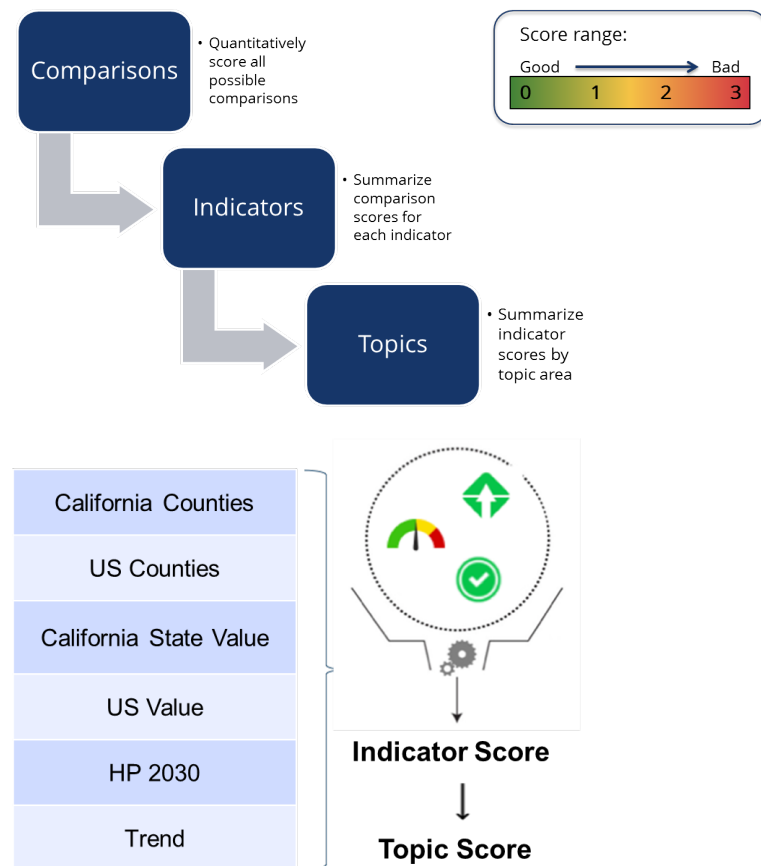 Comparisons
• Quantitatively
score all
possible
comparisons
Score range:
Good Bad
0 1 2 3
Indicators
• Summarize
comparison
scores for
each indicator
Topics
• Summarize
indicator
scores by
topic area
California Counties
US Counties
California State Value
US Value
HP 2030
Trend
Indicator Score
Topic Score